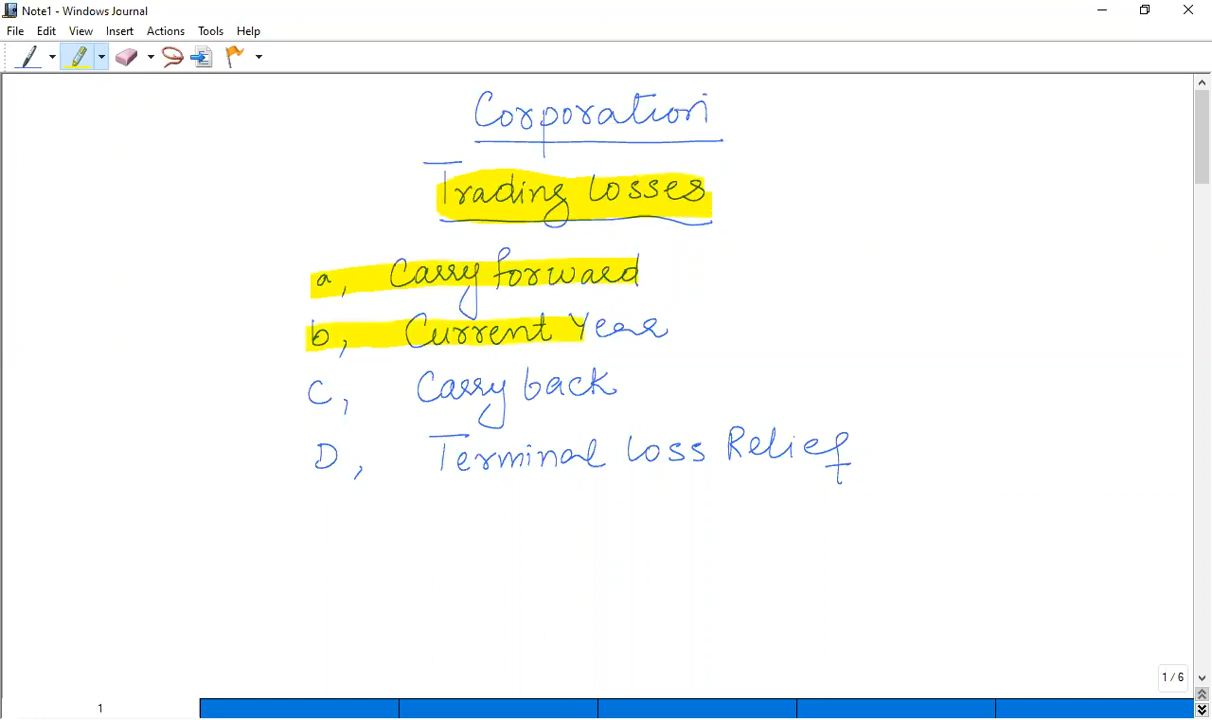 Note1 - Windows Journal
File Edit View Insert Actions Tools Help
Corporation
Trading Losses
a, Carry forward
b, Current Year
C, Carry back
D, Terminal Loss Relief
1 / 6
1